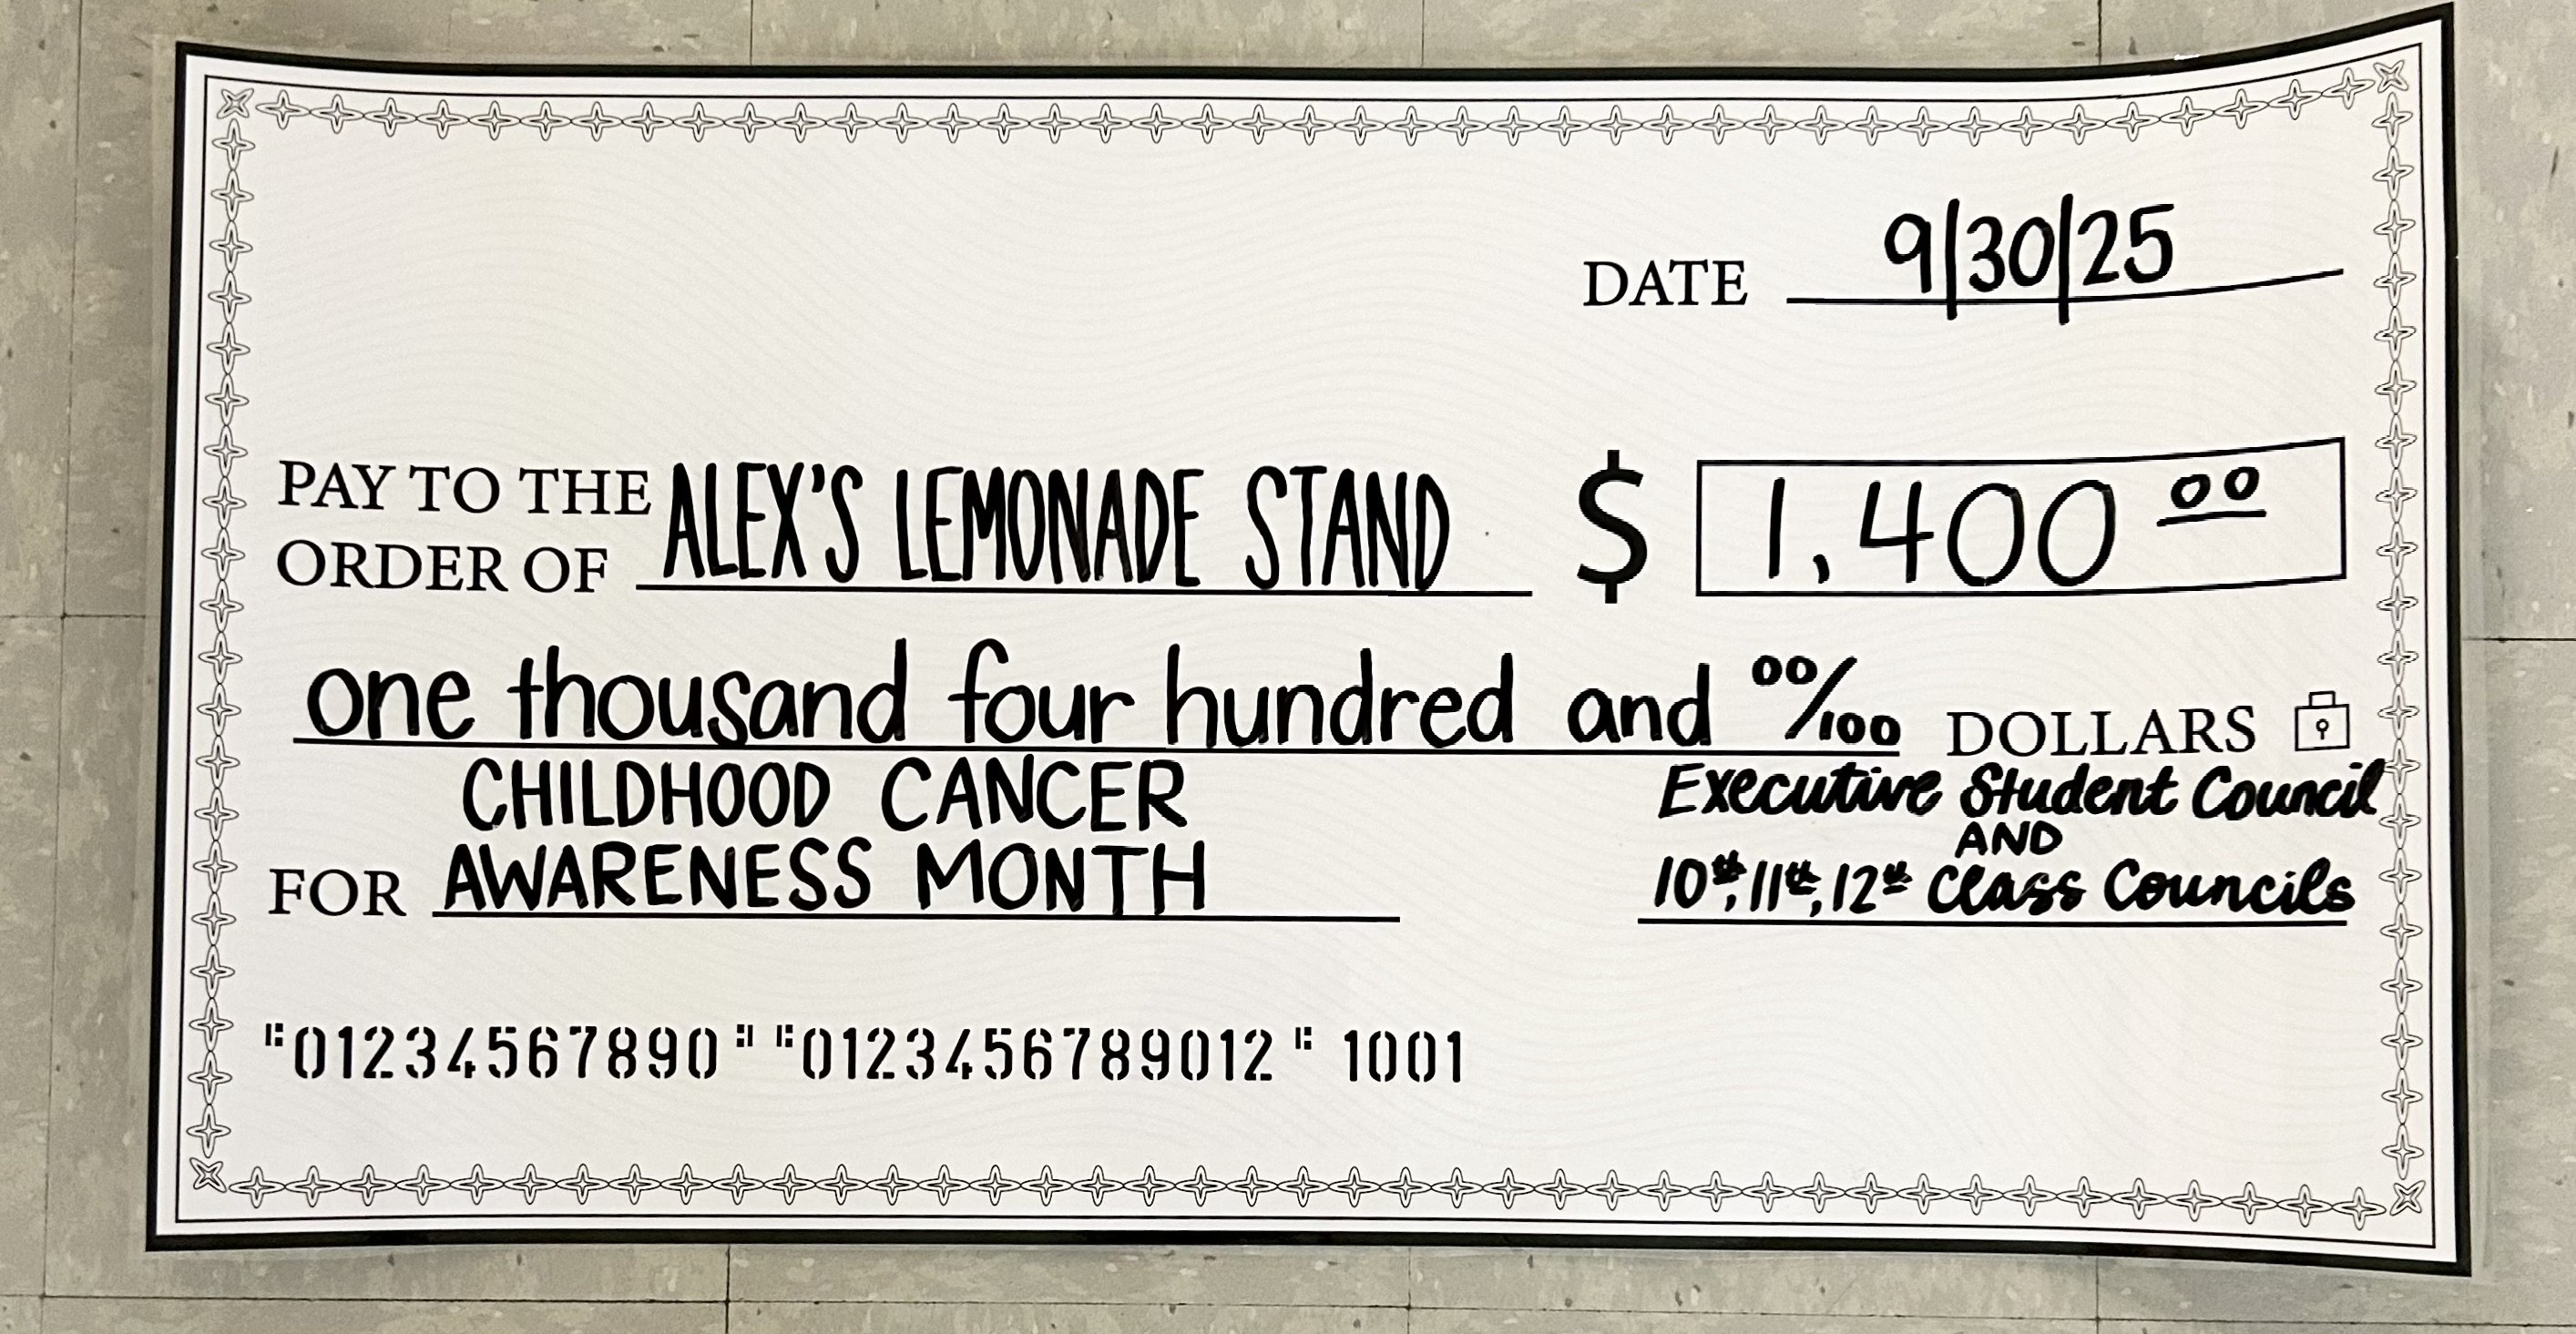 DATE 9/30/25
PAY TO THE
ORDER OF ALEX'S LEMONADE STAND $ 1,400 00
one thousand four hundred and 00/100 DOLLARS
CHILDHOOD CANCER
FOR AWARENESS MONTH
Executive Student Council
AND
10th, 11th, 12th Class Councils
⑆01234567890⑆ ⑆0123456789012⑆ 1001